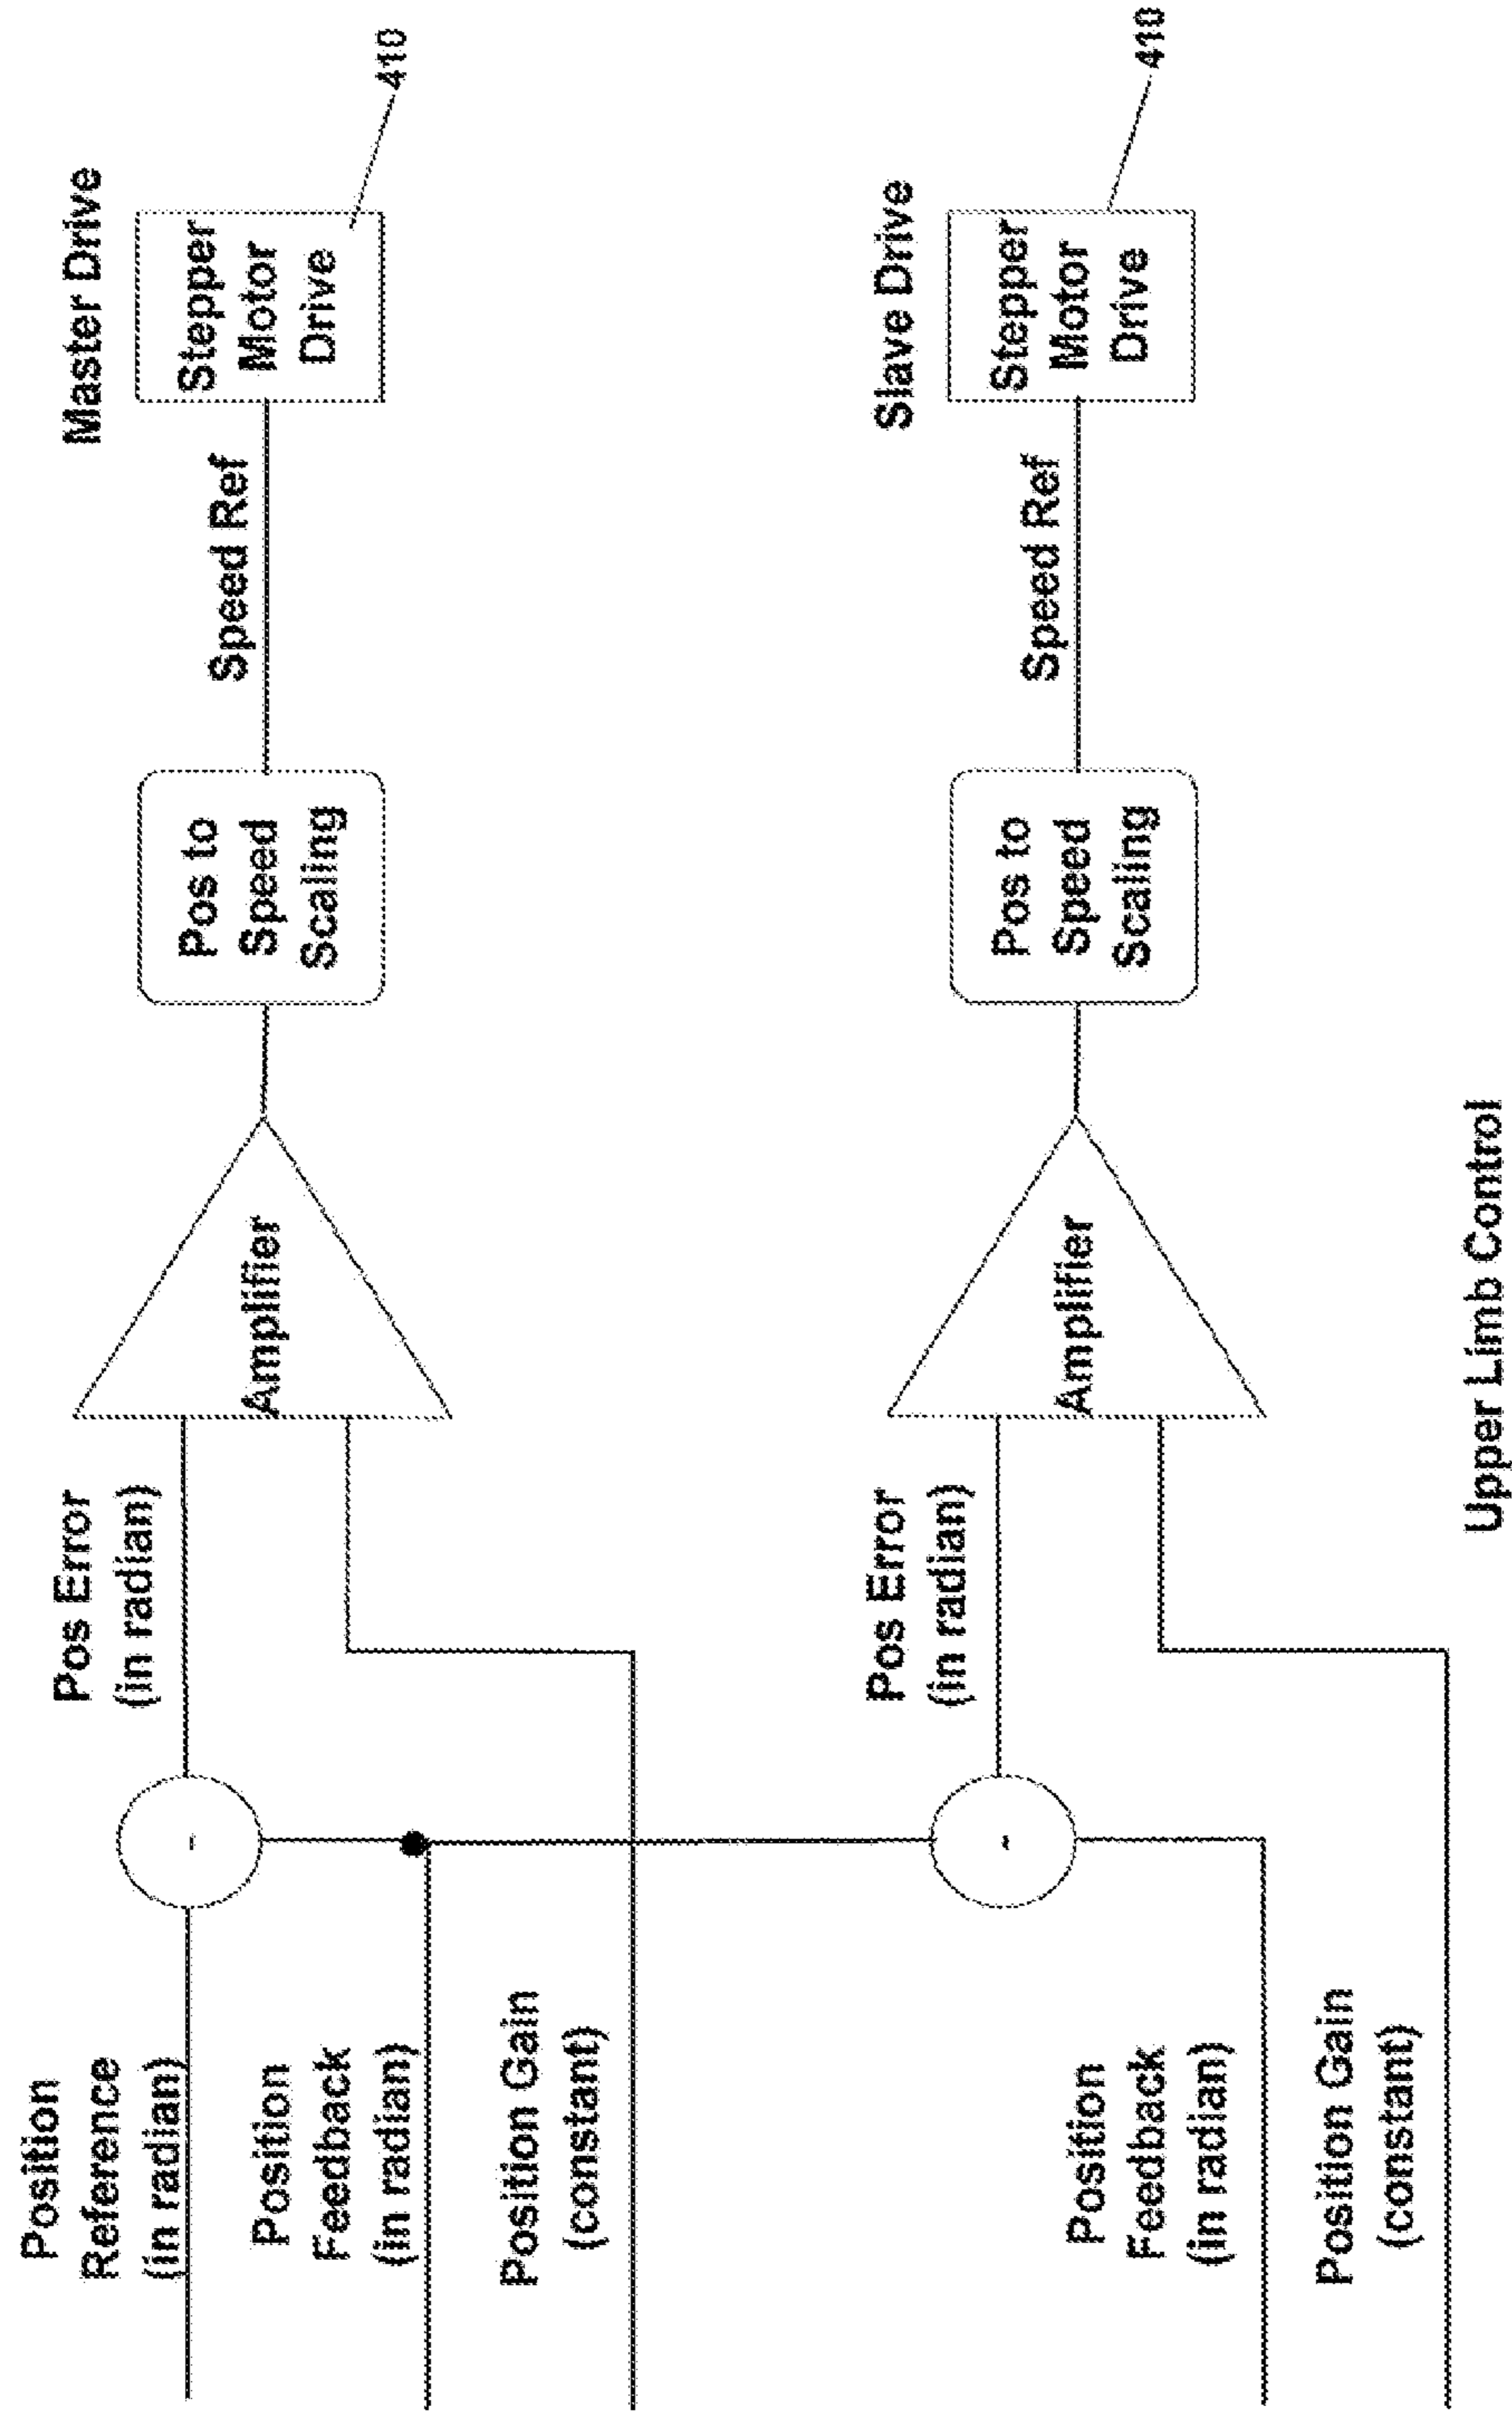 Position
Reference
(in radian)
Pos Error
(in radian)
Master Drive
Position
Feedback
(in radian)
Amplifier
Pos to
Speed
Scaling
Speed Ref
Stepper
Motor
Drive
410
Position Gain
(constant)
-
Pos Error
(in radian)
Slave Drive
Position
Feedback
(in radian)
-
Amplifier
Pos to
Speed
Scaling
Speed Ref
Stepper
Motor
Drive
410
Position Gain
(constant)
Upper Limb Control